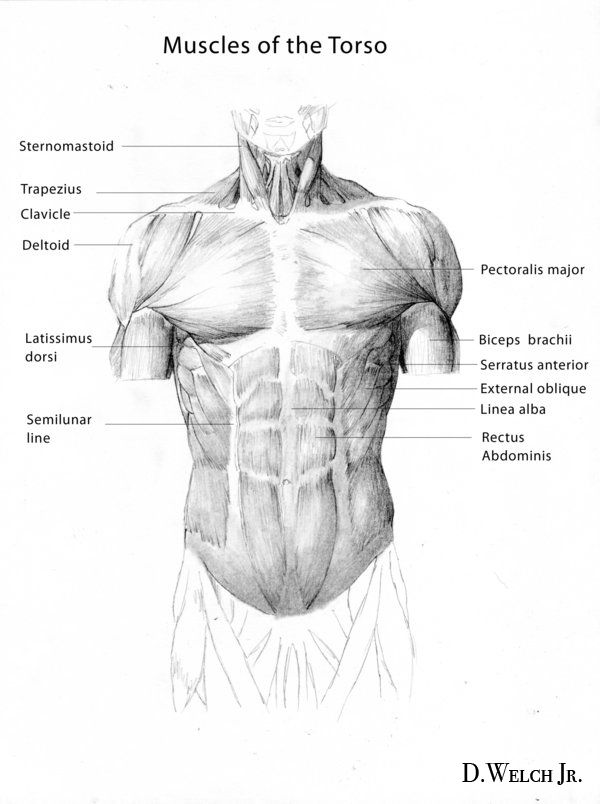 Muscles of the Torso
Sternomastoid
Trapezius
Clavicle
Deltoid
Latissimus
dorsi
Semilunar
line
Pectoralis major
Biceps brachii
Serratus anterior
External oblique
Linea alba
Rectus
Abdominis
D.Welch Jr.